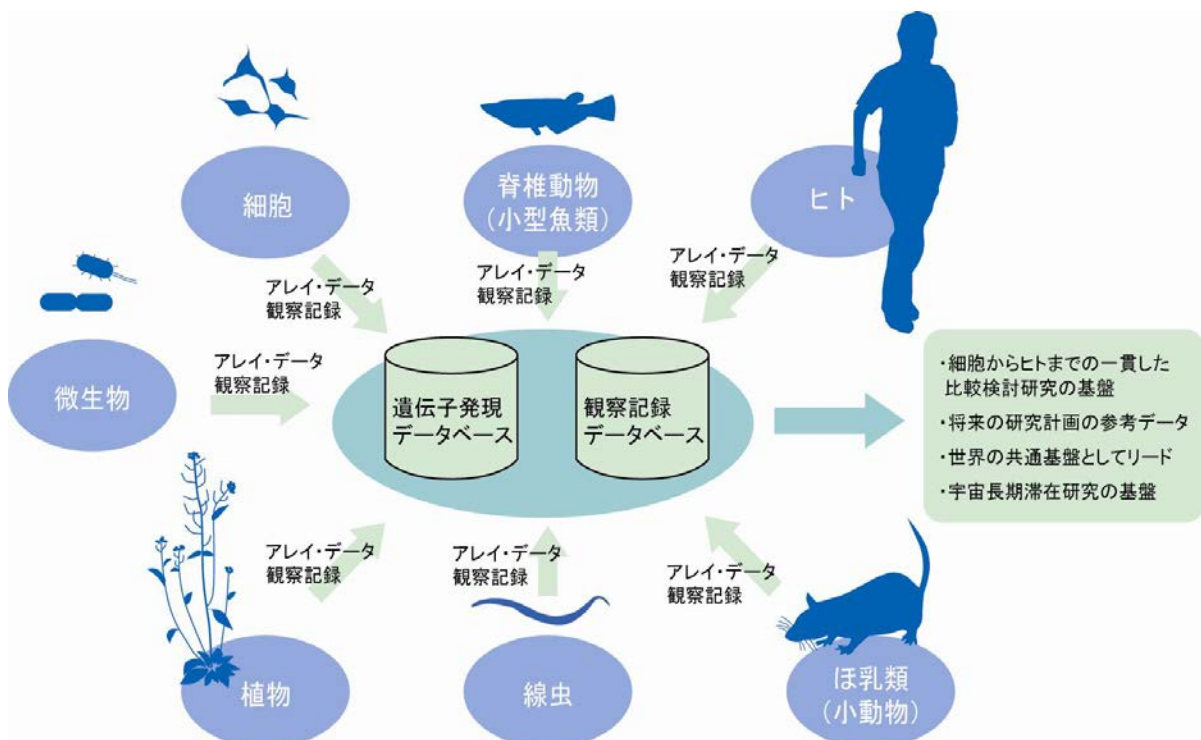 細胞
脊椎動物
(小型魚類)
ヒト
アレイ・データ
観察記録
アレイ・データ
観察記録
アレイ・データ
観察記録
微生物
アレイ・データ
観察記録
遺伝子発現
データベース
観察記録
データベース
・細胞からヒトまでの一貫した
比較検討研究の基盤
・将来の研究計画の参考データ
・世界の共通基盤としてリード
・宇宙長期滞在研究の基盤
アレイ・データ
観察記録
アレイ・データ
観察記録
アレイ・データ
観察記録
植物
線虫
ほ乳類
(小動物)